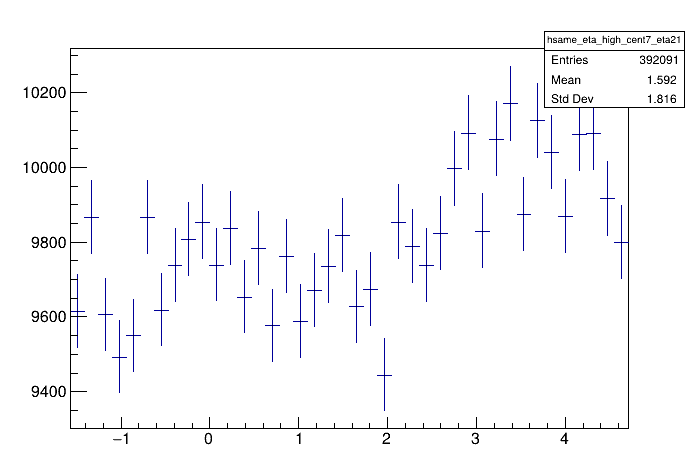 hsame_eta_high_cent7_eta21
Entries 392091
Mean 1.592
Std Dev 1.816
10200
10000
9800
9600
9400
−1 0 1 2 3 4